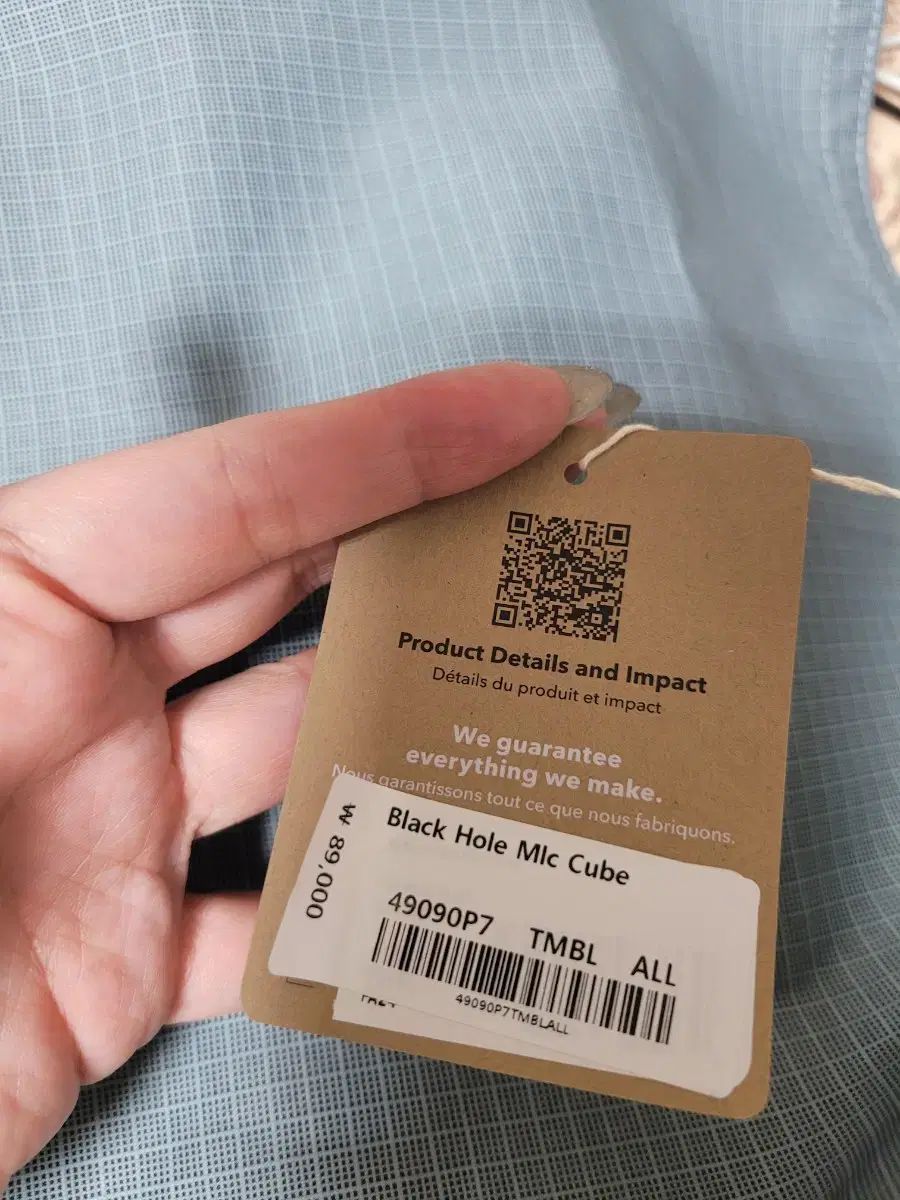 Product Details and Impact
Détails du produit et impact
We guarantee
everything we make.
Nous garantissons tout ce que nous fabriquons.
Black Hole Mlc Cube
₩ 89,000
49090P7 TMBL ALL
49090P7TMBLALL